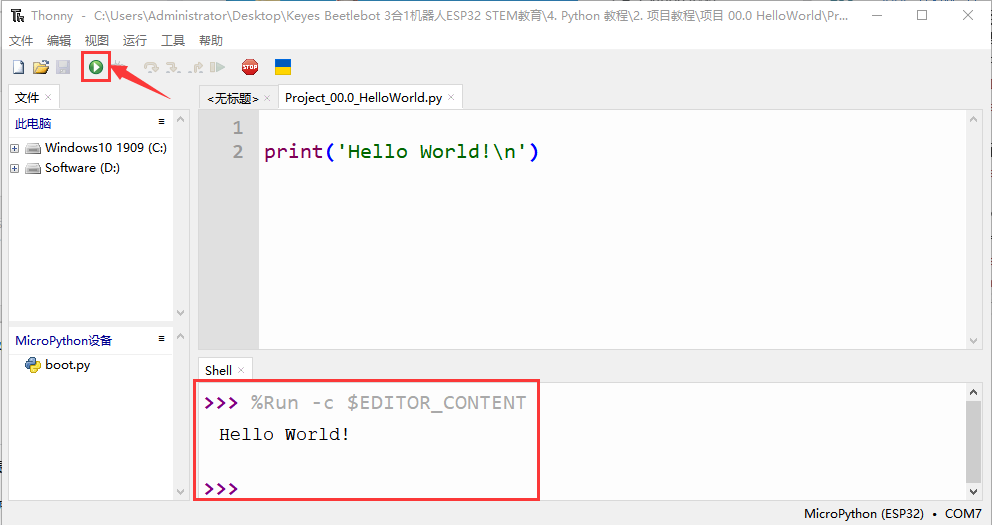 Thonny - C:\Users\Administrator\Desktop\Keyes Beetlebot 3合1机器人ESP32 STEM教育\4. Python 教程\2. 项目教程\项目 00.0 HelloWorld\Pr...
文件 编辑 视图 运行 工具 帮助
STOP
文件
<无标题> Project_00.0_HelloWorld.py
此电脑
Windows10 1909 (C:)
Software (D:)
1
2 print('Hello World!\n')
MicroPython设备
boot.py
Shell
>>> %Run -c $EDITOR_CONTENT
Hello World!
>>>
MicroPython (ESP32) • COM7